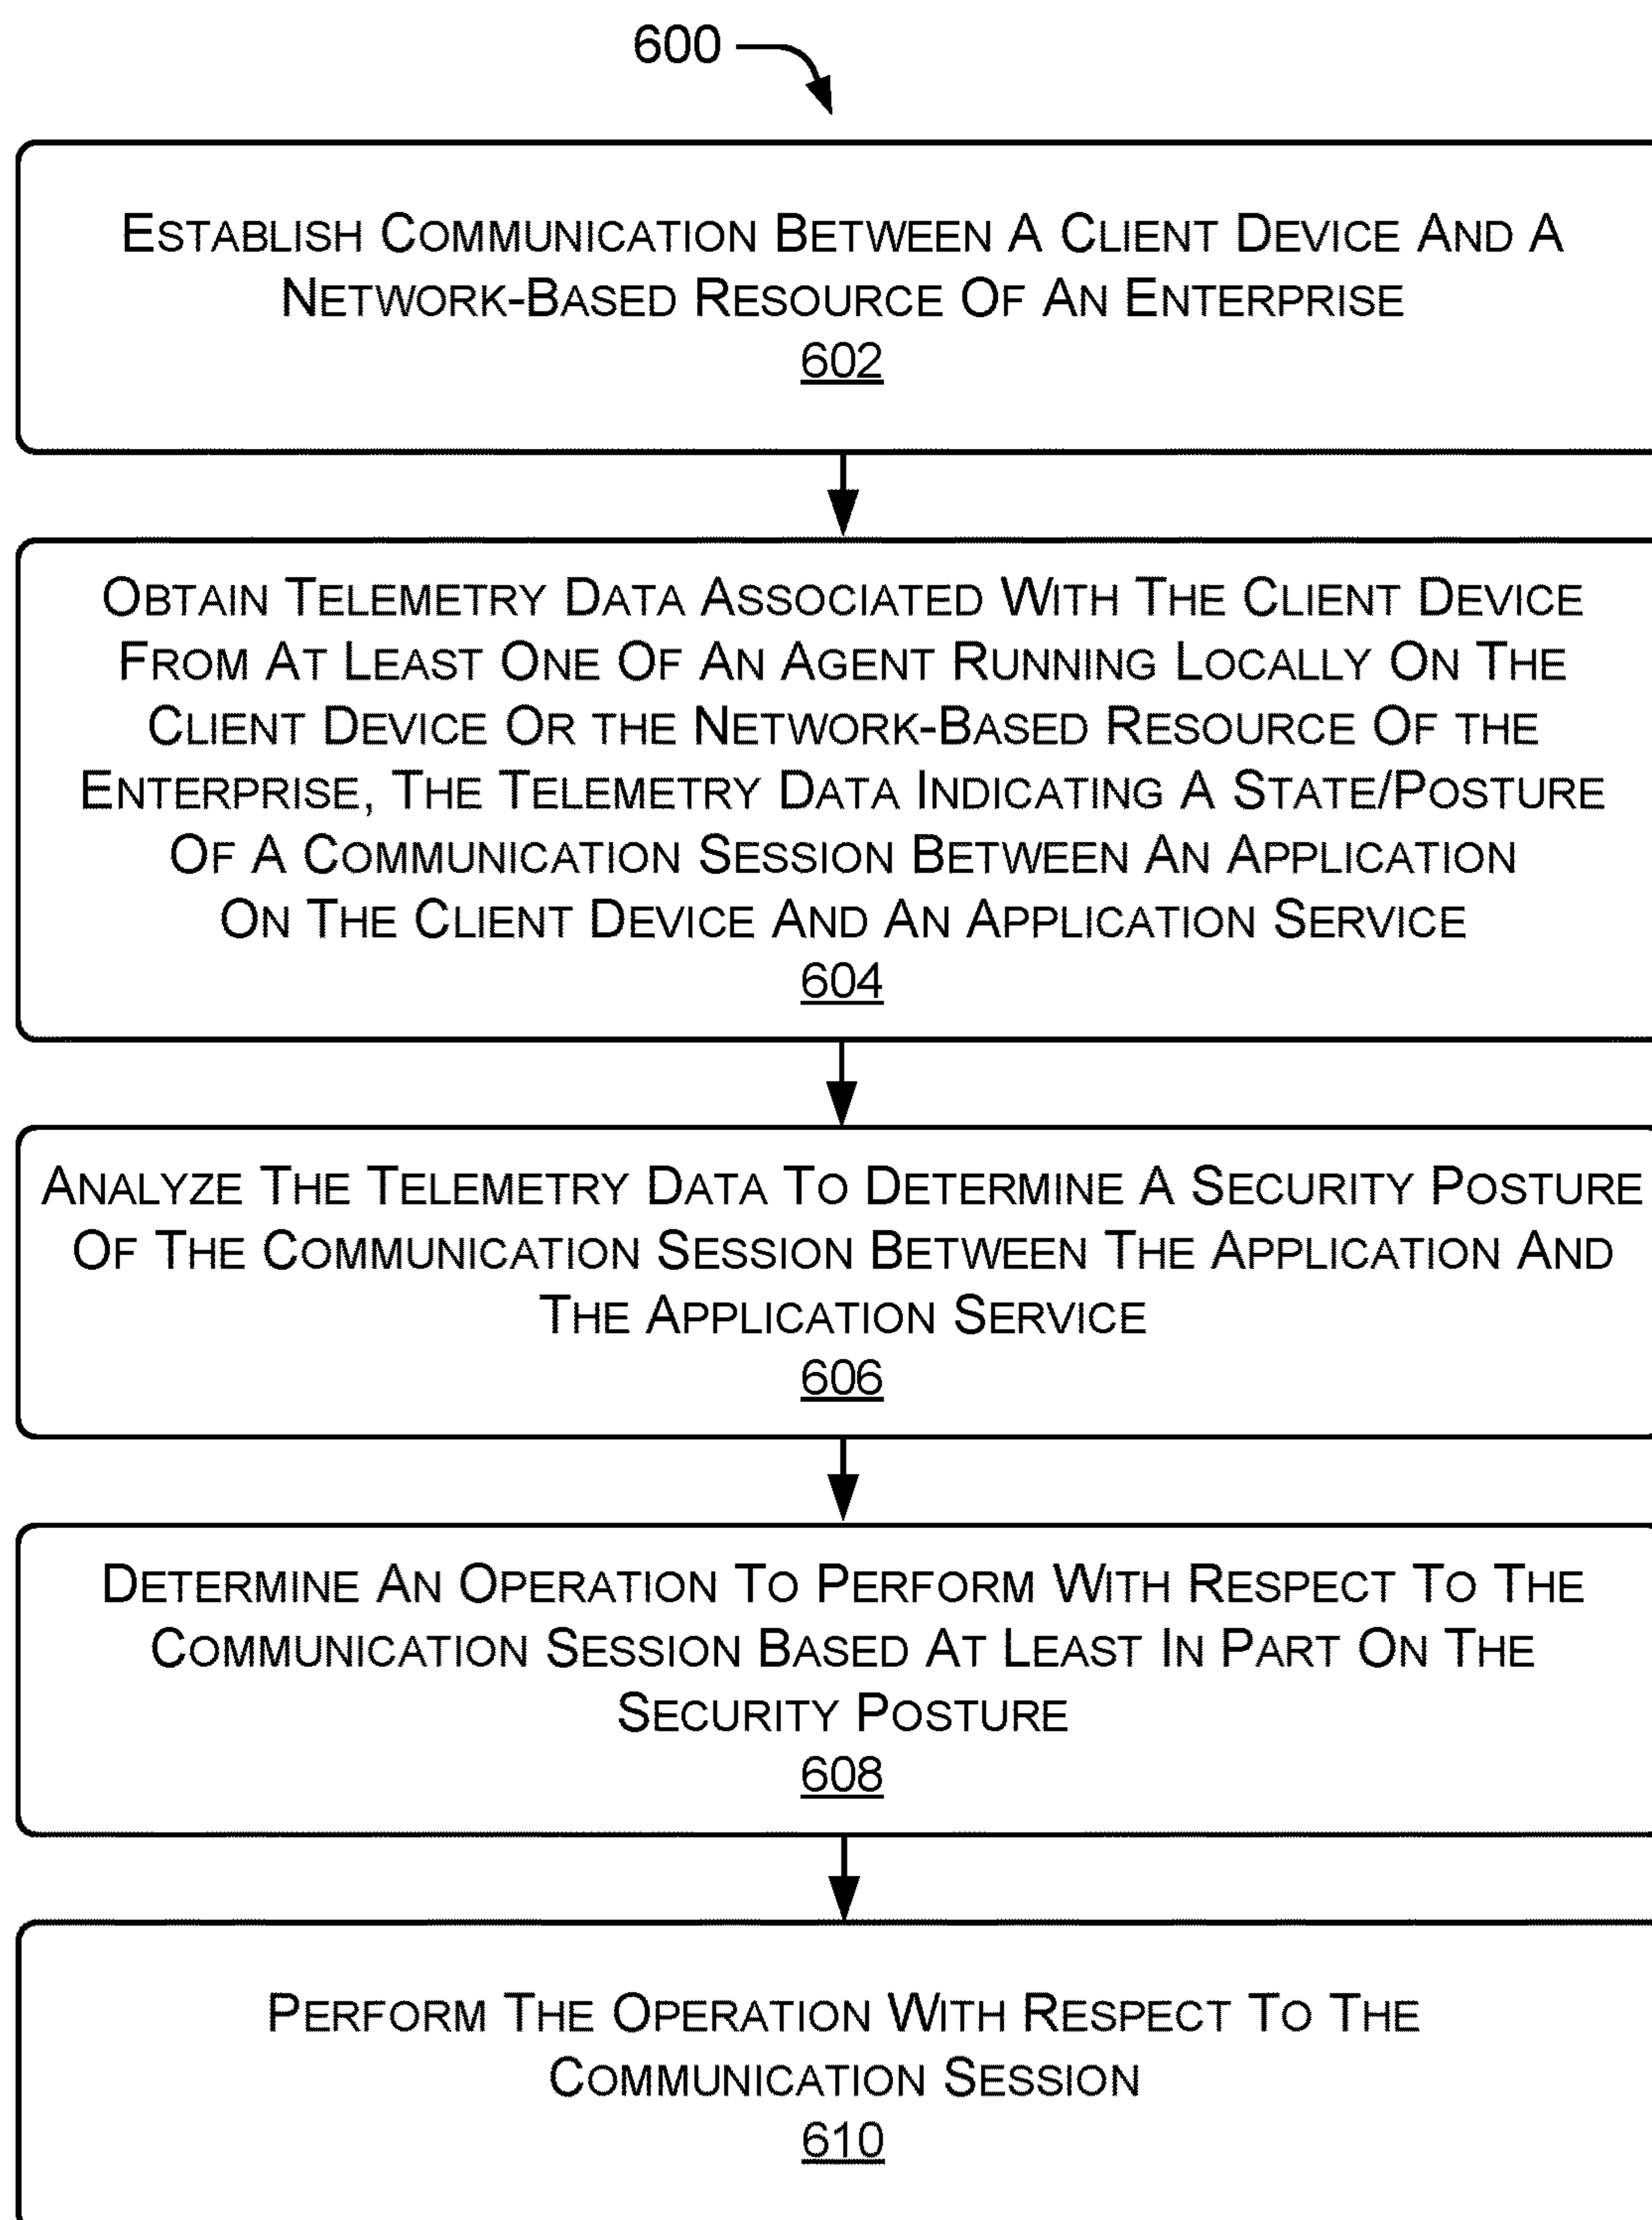 600
ESTABLISH COMMUNICATION BETWEEN A CLIENT DEVICE AND A
NETWORK-BASED RESOURCE OF AN ENTERPRISE
602
OBTAIN TELEMETRY DATA ASSOCIATED WITH THE CLIENT DEVICE
FROM AT LEAST ONE OF AN AGENT RUNNING LOCALLY ON THE
CLIENT DEVICE OR THE NETWORK-BASED RESOURCE OF THE
ENTERPRISE, THE TELEMETRY DATA INDICATING A STATE/POSTURE
OF A COMMUNICATION SESSION BETWEEN AN APPLICATION
ON THE CLIENT DEVICE AND AN APPLICATION SERVICE
604
ANALYZE THE TELEMETRY DATA TO DETERMINE A SECURITY POSTURE
OF THE COMMUNICATION SESSION BETWEEN THE APPLICATION AND
THE APPLICATION SERVICE
606
DETERMINE AN OPERATION TO PERFORM WITH RESPECT TO THE
COMMUNICATION SESSION BASED AT LEAST IN PART ON THE
SECURITY POSTURE
608
PERFORM THE OPERATION WITH RESPECT TO THE
COMMUNICATION SESSION
610